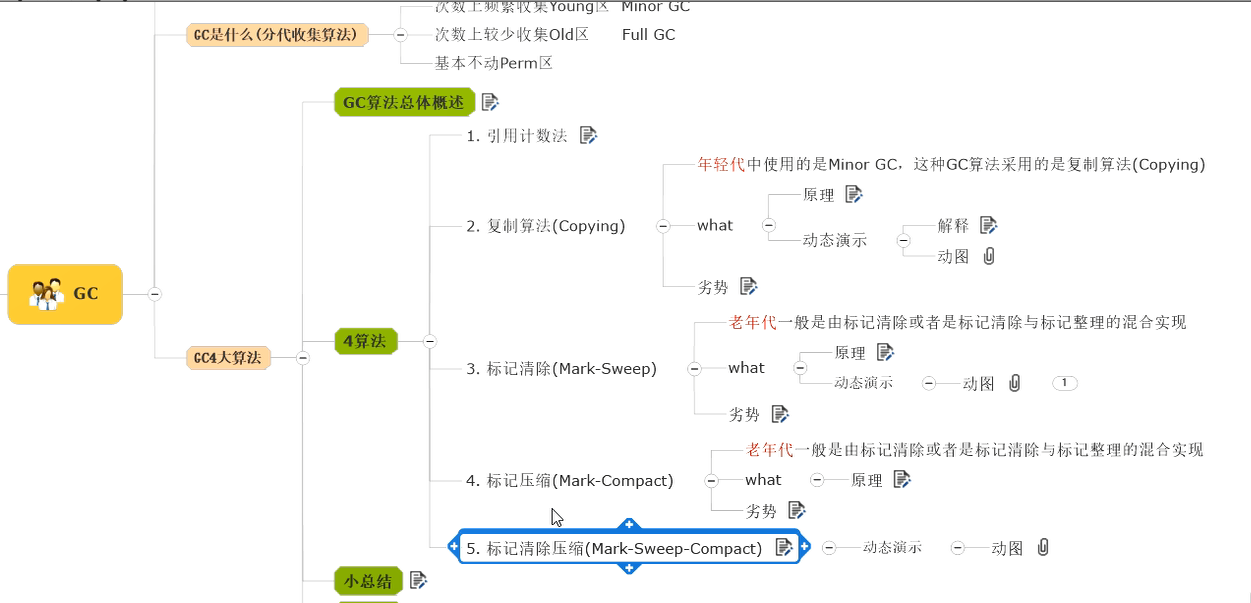 次数上频繁收集Young区 Minor GC
GC是什么(分代收集算法)
次数上较少收集Old区 Full GC
基本不动Perm区
GC算法总体概述
1. 引用计数法
年轻代中使用的是Minor GC，这种GC算法采用的是复制算法(Copying)
原理
2. 复制算法(Copying)
what
解释
动态演示
动图
劣势
GC
老年代一般是由标记清除或者是标记清除与标记整理的混合实现
4算法
原理
GC4大算法
3. 标记清除(Mark-Sweep)
what
动态演示
动图
1
劣势
老年代一般是由标记清除或者是标记清除与标记整理的混合实现
4. 标记压缩(Mark-Compact)
what
原理
劣势
5. 标记清除压缩(Mark-Sweep-Compact)
动态演示
动图
小总结